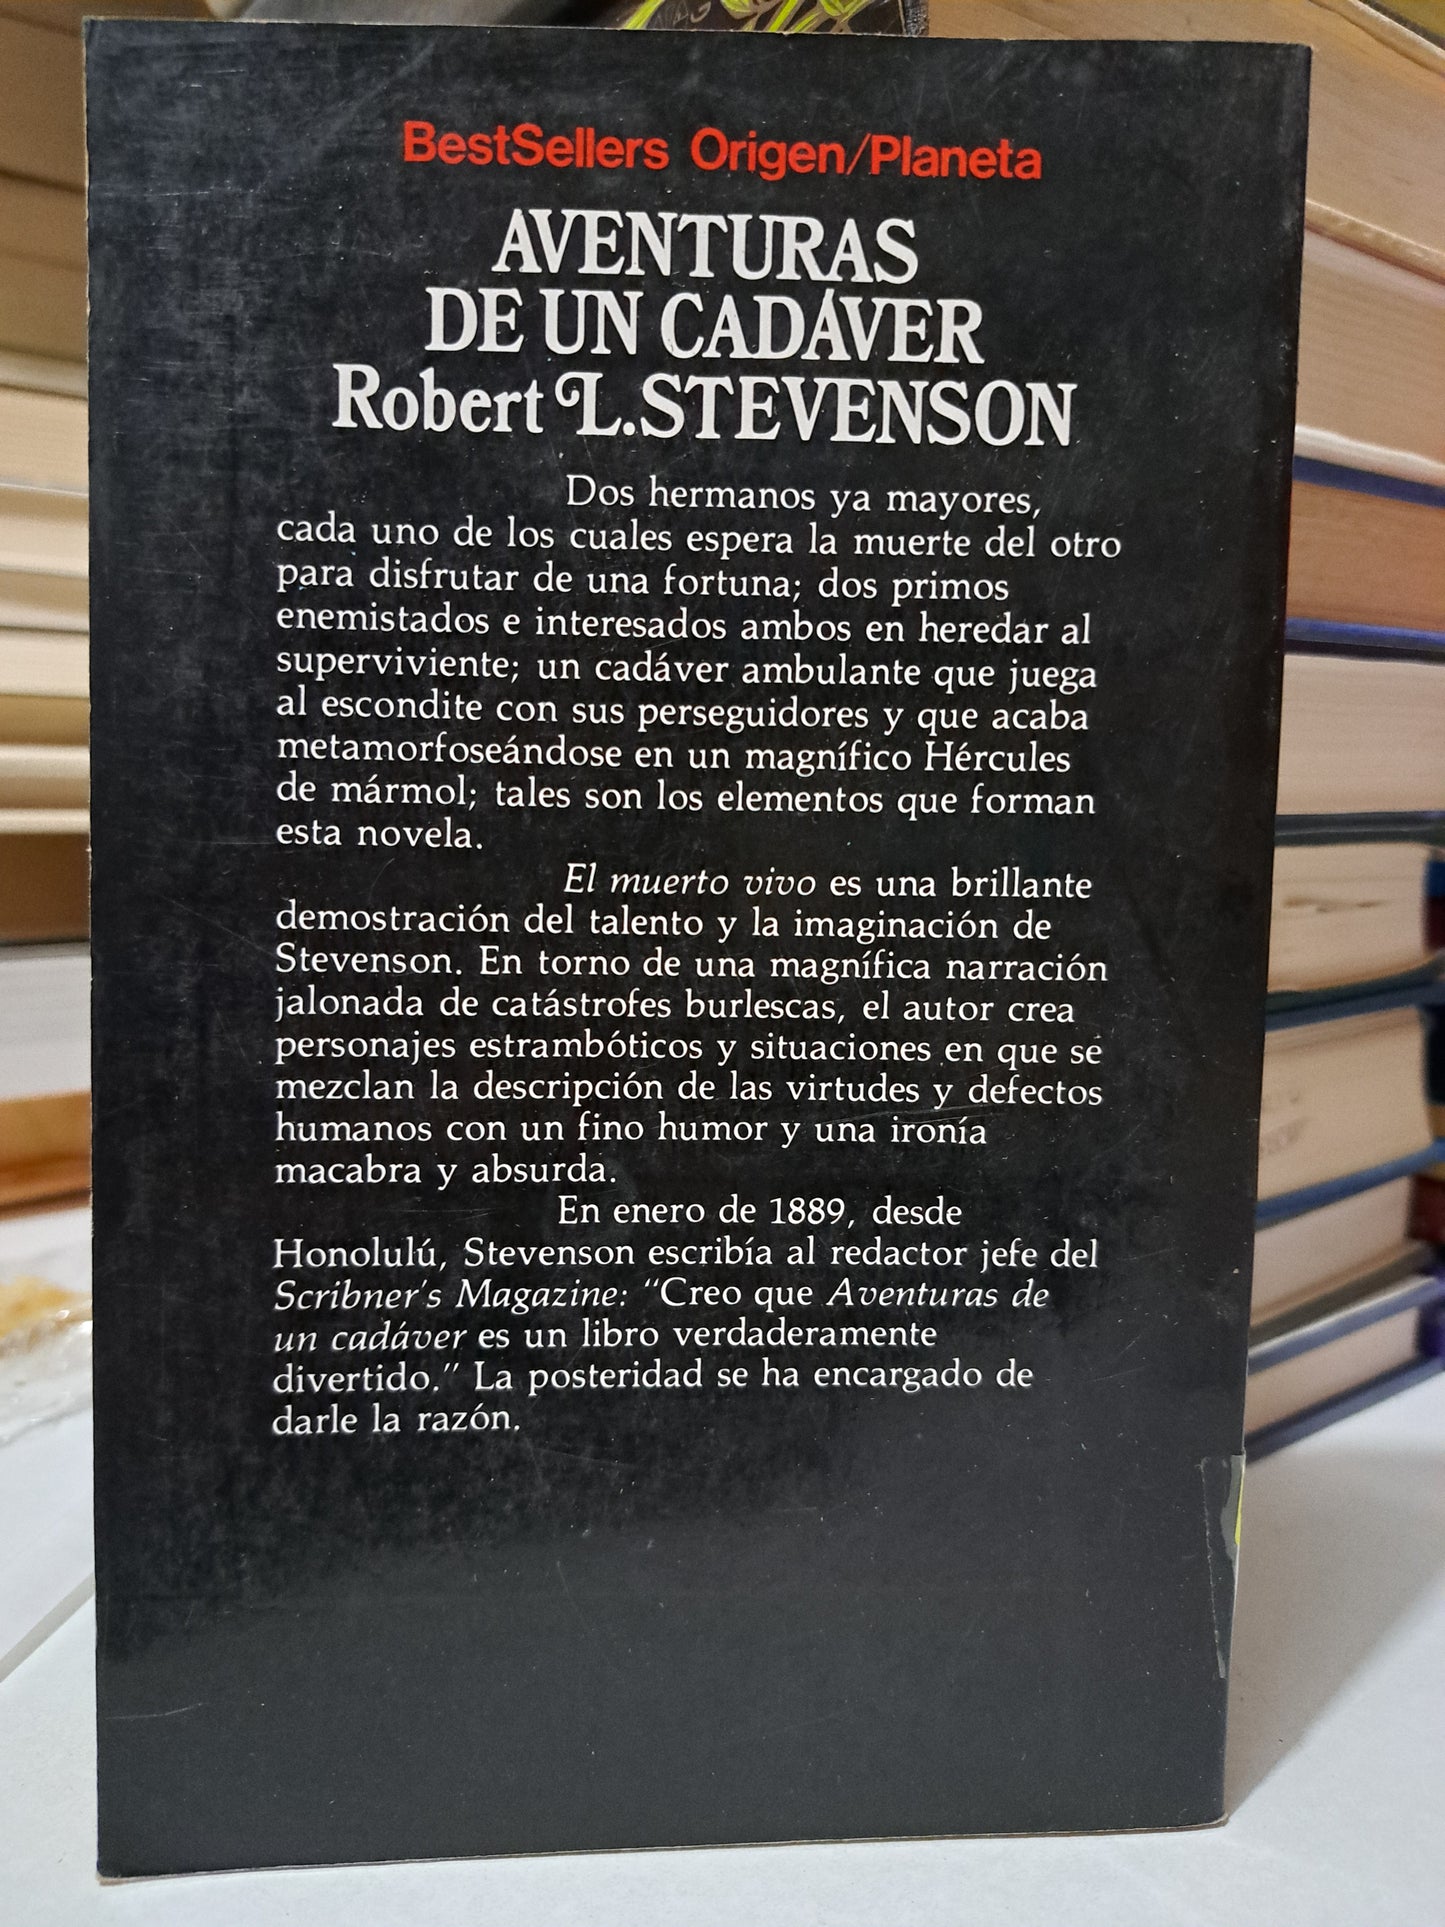 BestSellers Origen/Planeta
AVENTURAS
DE UN CADÁVER
Robert L. STEVENSON
Dos hermanos ya mayores,
cada uno de los cuales espera la muerte del otro
para disfrutar de una fortuna; dos primos
enemistados e interesados ambos en heredar al
superviviente; un cadáver ambulante que juega
al escondite con sus perseguidores y que acaba
metamorfoseándose en un magnífico Hércules
de mármol; tales son los elementos que forman
esta novela.
El muerto vivo es una brillante
demostración del talento y la imaginación de
Stevenson. En torno de una magnífica narración
jalonada de catástrofes burlescas, el autor crea
personajes estrambóticos y situaciones en que se
mezclan la descripción de las virtudes y defectos
humanos con un fino humor y una ironía
macabra y absurda.
En enero de 1889, desde
Honolulú, Stevenson escribía al redactor jefe del
Scribner's Magazine: "Creo que Aventuras de
un cadáver es un libro verdaderamente
divertido." La posteridad se ha encargado de
darle la razón.